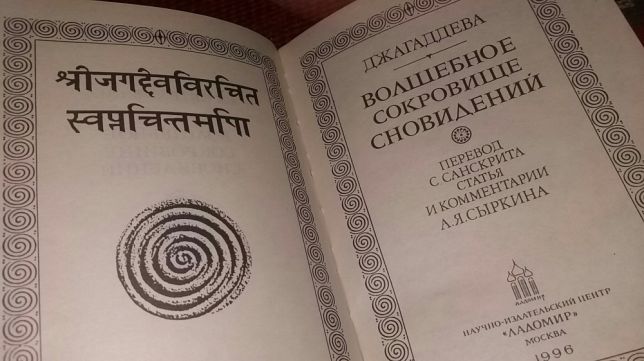 श्रीजगद्देवविरचित
स्वप्नचिन्तामणि
ДЖАГАДДЕВА
ВОЛШЕБНОЕ
СОКРОВИЩЕ
СНОВИДЕНИЙ
ПЕРЕВОД
С САНСКРИТА
СТАТЬЯ
И КОММЕНТАРИИ
А.Я.СЫРКИНА
ЛАДОМИР
НАУЧНО-ИЗДАТЕЛЬСКИЙ ЦЕНТР
«ЛАДОМИР»
МОСКВА
1996